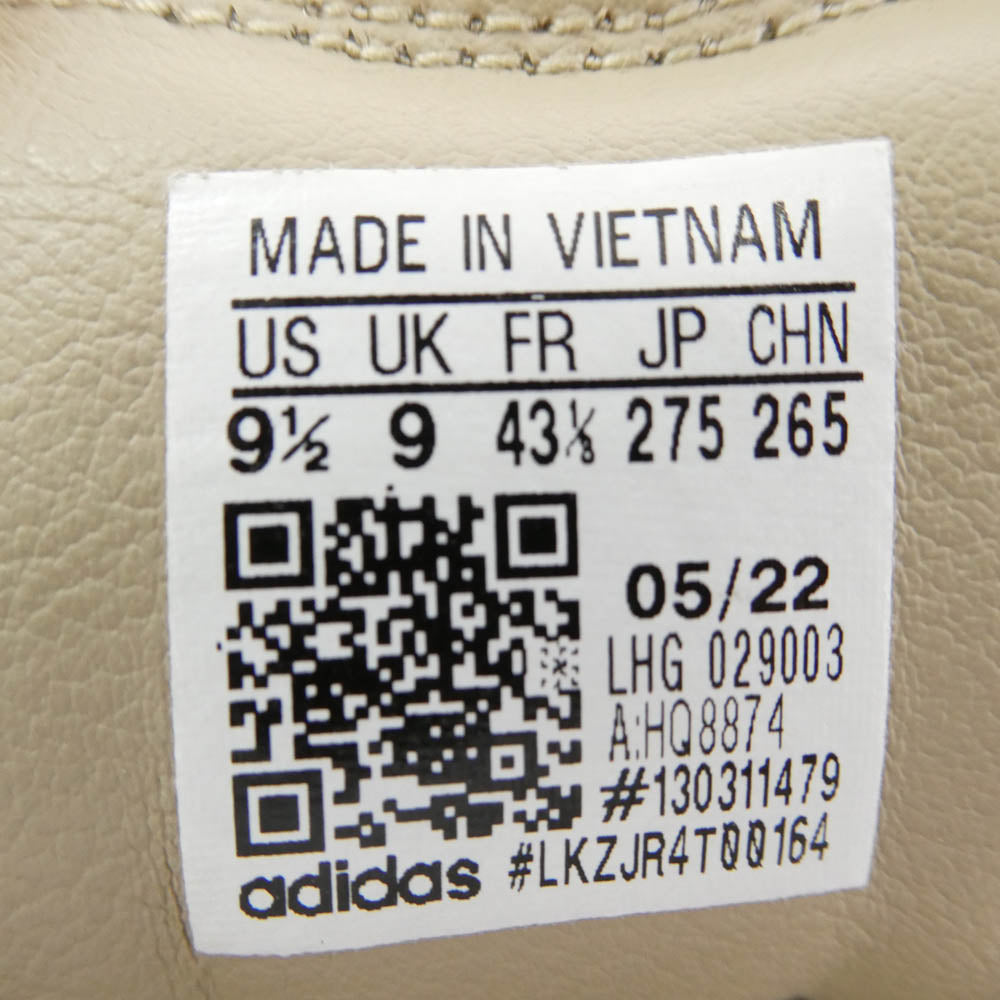 MADE IN VIETNAM
US UK FR JP CHN
9½ 9 43⅓ 275 265
05/22
LHG 029003
A:HQ8874
#130311479
#LKZJR4T00164
adidas